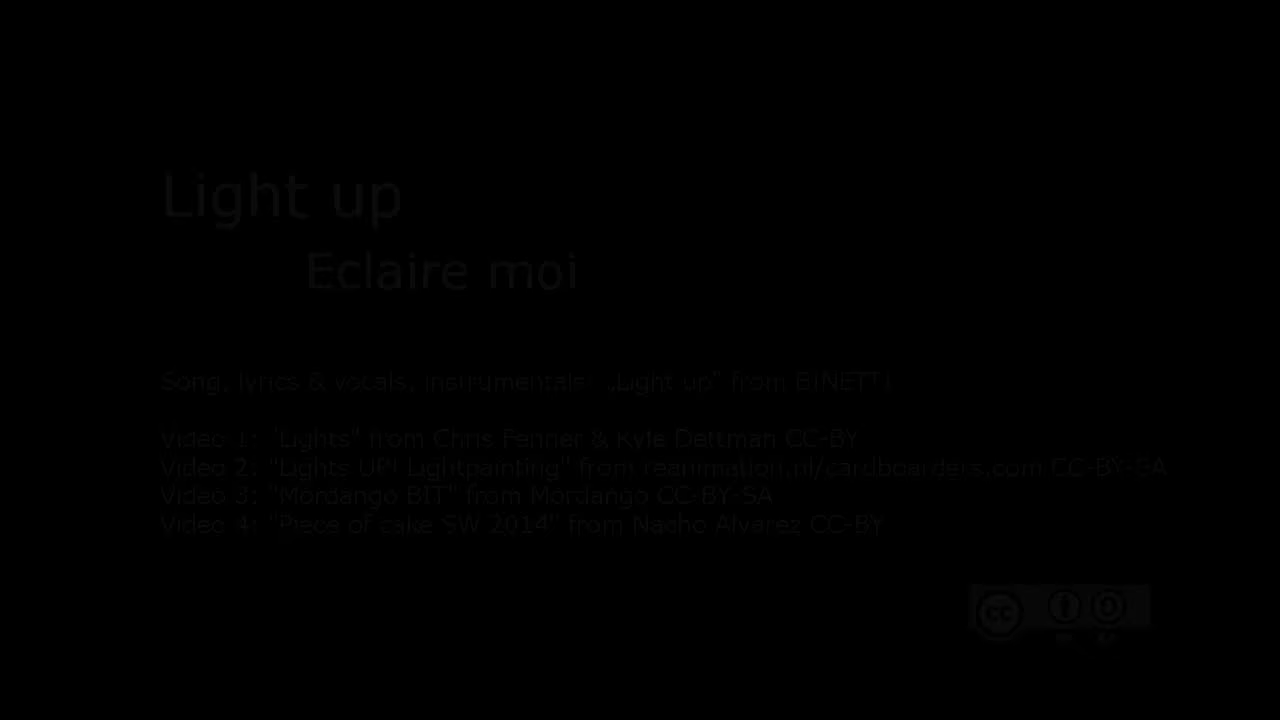 Light up
Eclaire moi
Song, lyrics & vocals, instrumentals: „Light up" from BINETTI
Video 1: "Lights" from Chris Fenner & Kyle Dettman CC-BY
Video 2: "Lights UP! Lightpainting" from reanimation.nl/cardboarders.com CC-BY-SA
Video 3: "Mordango BIT" from Mordango CC-BY-SA
Video 4: "Piece of cake SW 2014" from Nacho Alvarez CC-BY
cc